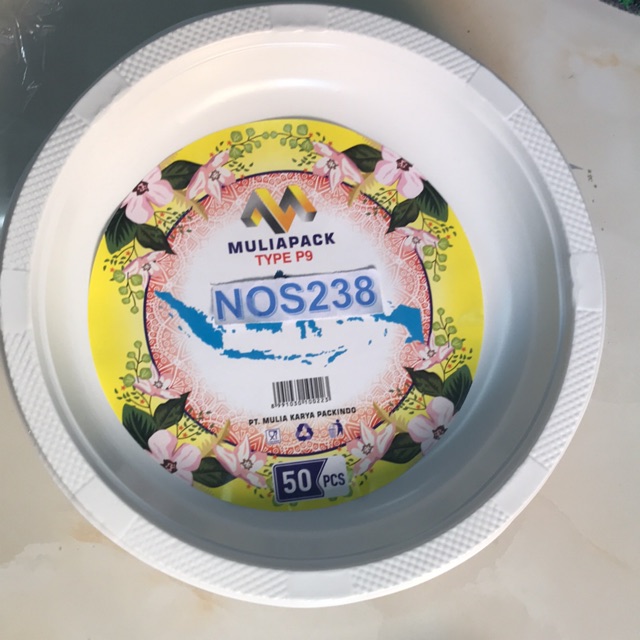 MULIAPACK
TYPE P9
NOS238
PT. MULIA KARYA PACKINDO
50 PCS